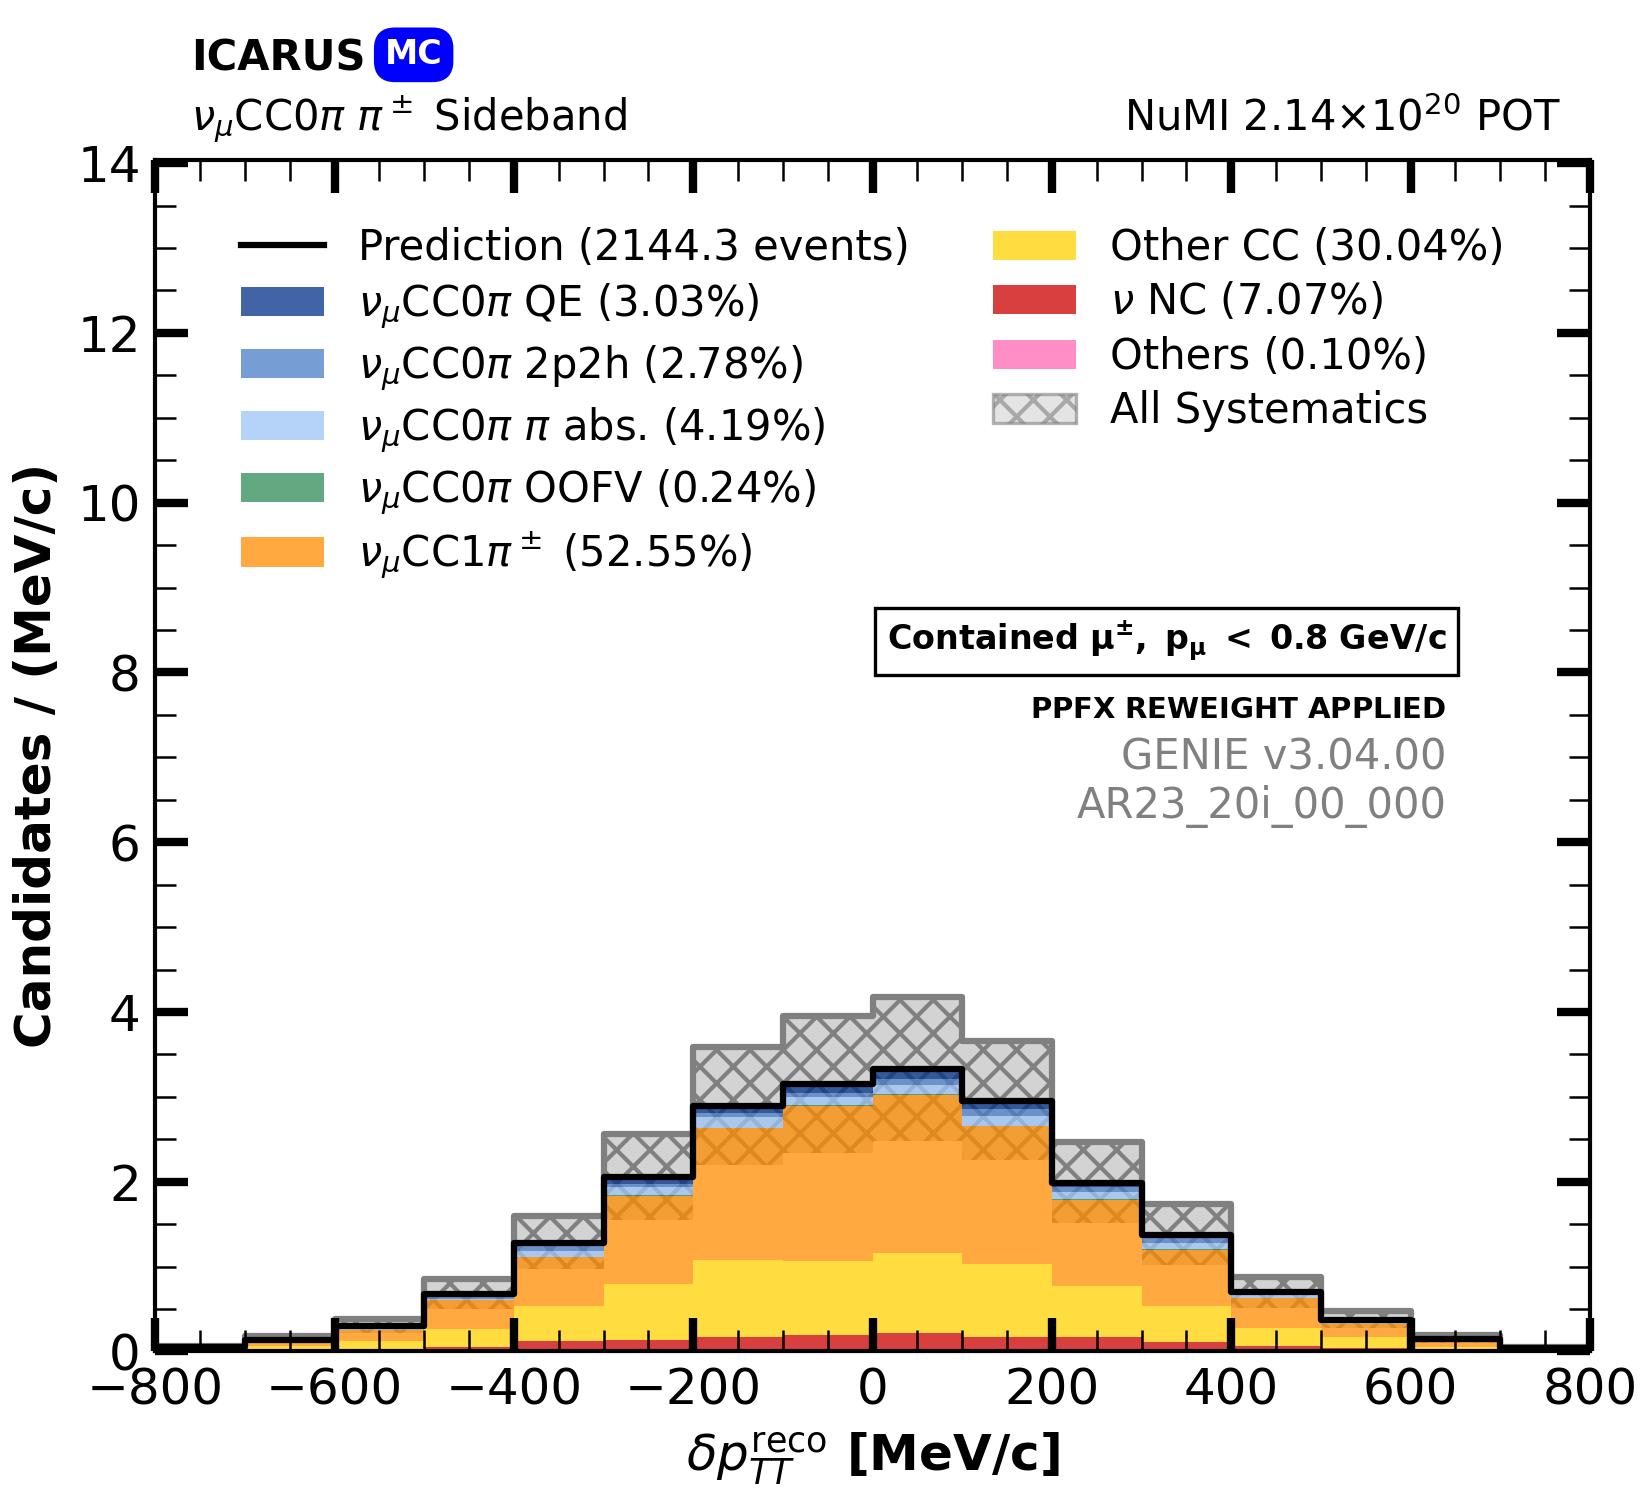 ICARUS MC
νμCC0π π± Sideband
NuMI 2.14×10²⁰ POT
Prediction (2144.3 events)
νμCC0π QE (3.03%)
νμCC0π 2p2h (2.78%)
νμCC0π π abs. (4.19%)
νμCC0π OOFV (0.24%)
νμCC1π± (52.55%)
Other CC (30.04%)
ν NC (7.07%)
Others (0.10%)
All Systematics
Contained μ±, pμ < 0.8 GeV/c
PPFX REWEIGHT APPLIED
GENIE v3.04.00
AR23_20i_00_000
Candidates / (MeV/c)
14
12
10
8
6
4
2
0
−800 −600 −400 −200 0 200 400 600 800
δp_TT^reco [MeV/c]